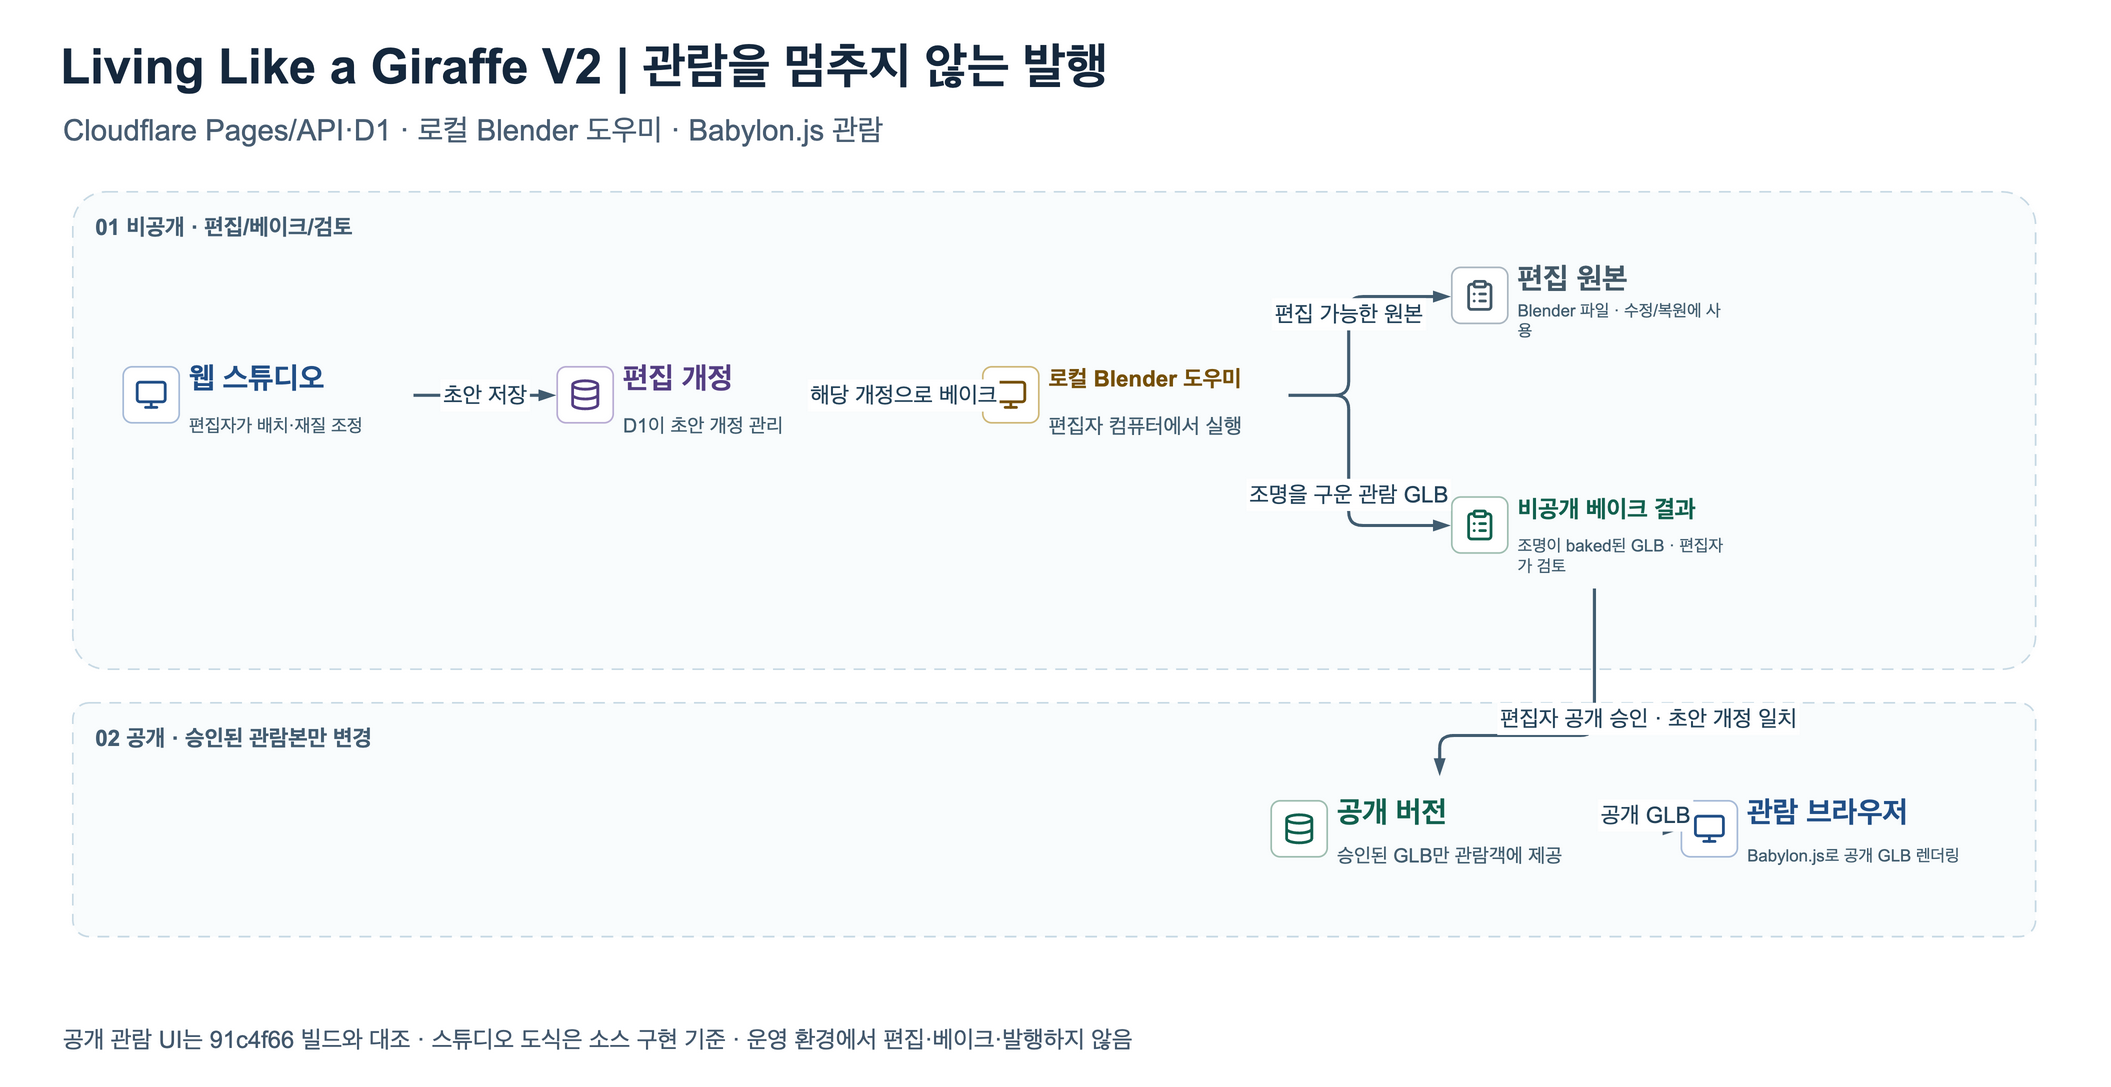 Living Like a Giraffe V2 | 관람을 멈추지 않는 발행
Cloudflare Pages/API·D1 · 로컬 Blender 도우미 · Babylon.js 관람
01 비공개 · 편집/베이크/검토
편집 원본
Blender 파일 · 수정/복원에 사
용
편집 가능한 원본
웹 스튜디오
편집자가 배치·재질 조정
초안 저장
편집 개정
D1이 초안 개정 관리
해당 개정으로 베이크
로컬 Blender 도우미
편집자 컴퓨터에서 실행
조명을 구운 관람 GLB
비공개 베이크 결과
조명이 baked된 GLB · 편집자
가 검토
편집자 공개 승인 · 초안 개정 일치
02 공개 · 승인된 관람본만 변경
공개 버전
승인된 GLB만 관람객에 제공
공개 GLB
관람 브라우저
Babylon.js로 공개 GLB 렌더링
공개 관람 UI는 91c4f66 빌드와 대조 · 스튜디오 도식은 소스 구현 기준 · 운영 환경에서 편집·베이크·발행하지 않음